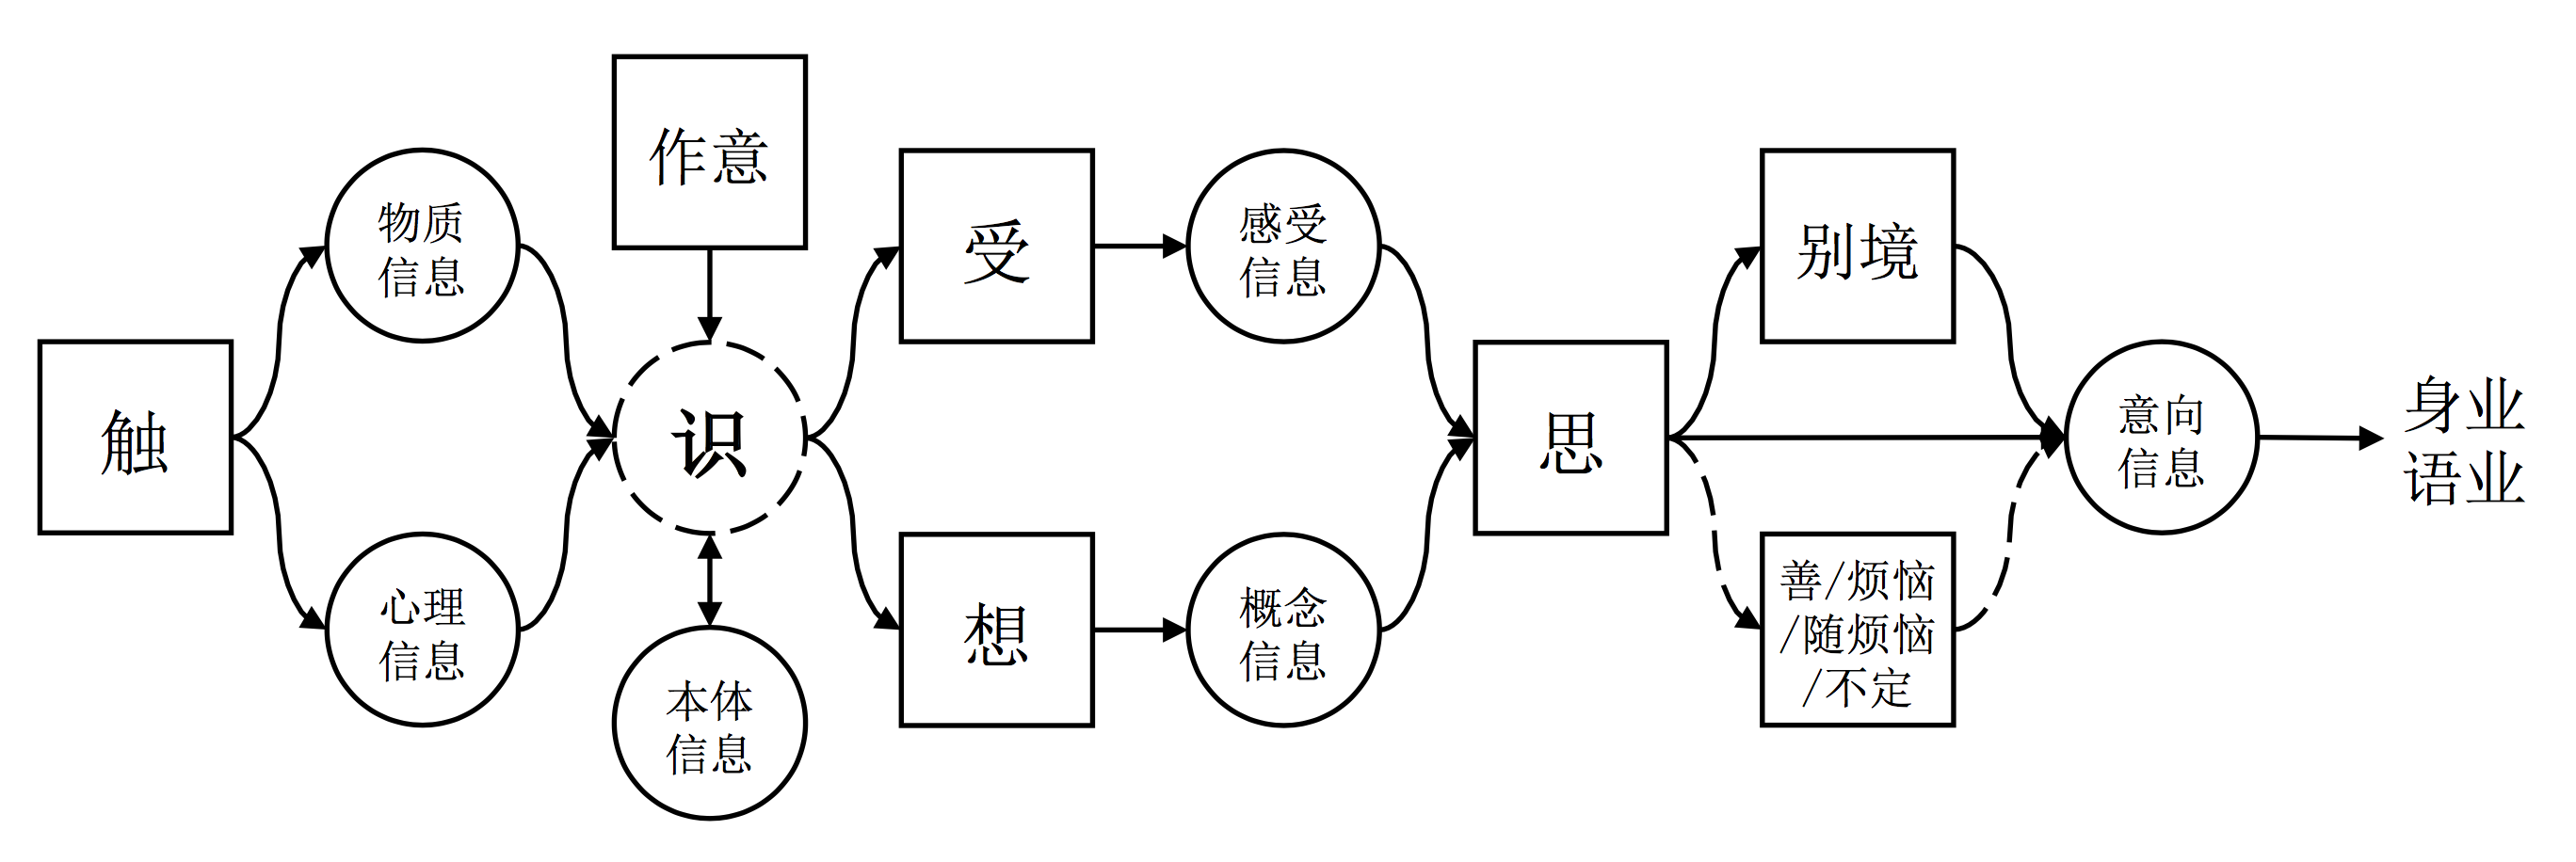 触
物质
信息
心理
信息
作意
识
本体
信息
受
想
感受
信息
概念
信息
思
别境
善/烦恼
/随烦恼
/不定
意向
信息
身业
语业